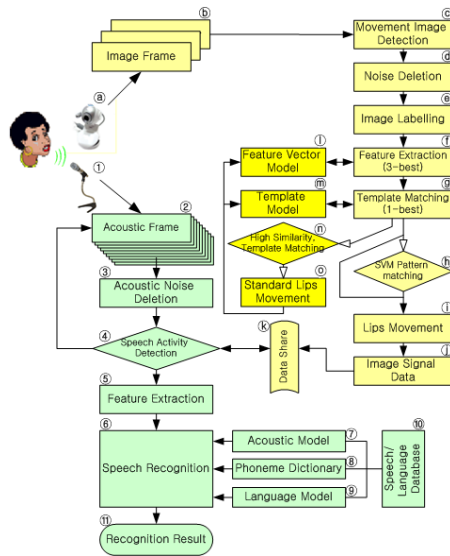 ⓑ
Image Frame
ⓒ
Movement Image
Detection
ⓓ
Noise Deletion
ⓔ
Image Labelling
ⓐ
ⓛ
Feature Vector
Model
ⓕ
Feature Extraction
(3-best)
①
ⓜ
Template
Model
ⓖ
Template Matching
(1-best)
②
Acoustic Frame
ⓝ
High Similarity,
Template Matching
ⓗ
SVM Pattern
matching
③
Acoustic Noise
Deletion
ⓞ
Standard Lips
Movement
ⓘ
Lips Movement
④
Speech Activity
Detection
ⓚ
Data Share
ⓙ
Image Signal
Data
⑤
Feature Extraction
⑥
Speech Recognition
⑦
Acoustic Model
⑧
Phoneme Dictionary
⑨
Language Model
⑩
Speech/
Language
Database
⑪
Recognition Result